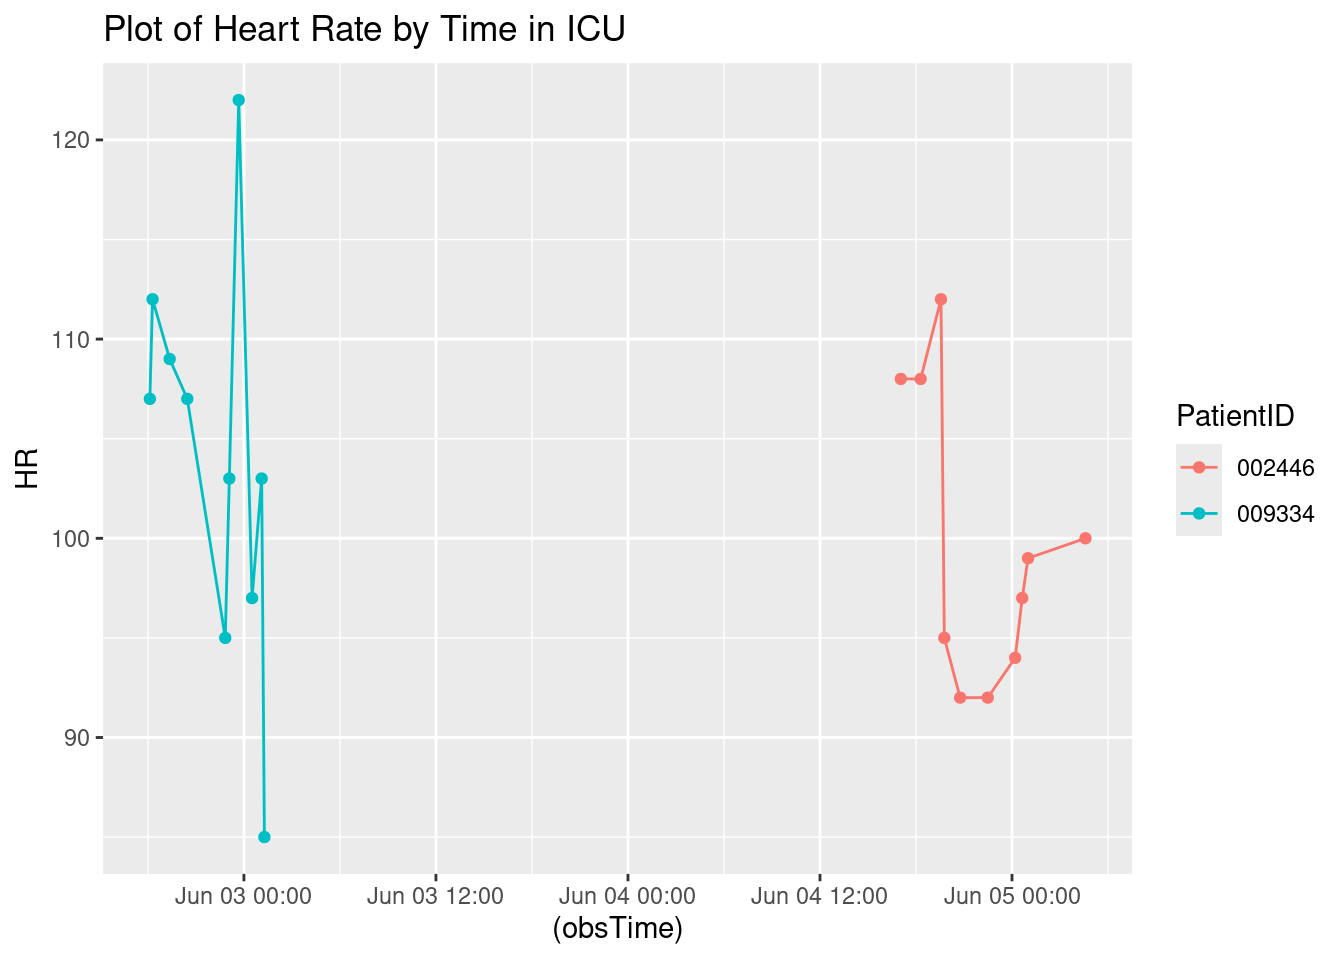 Plot of Heart Rate by Time in ICU
120
110
100
90
HR
Jun 03 00:00 Jun 03 12:00 Jun 04 00:00 Jun 04 12:00 Jun 05 00:00
(obsTime)
PatientID
002446
009334